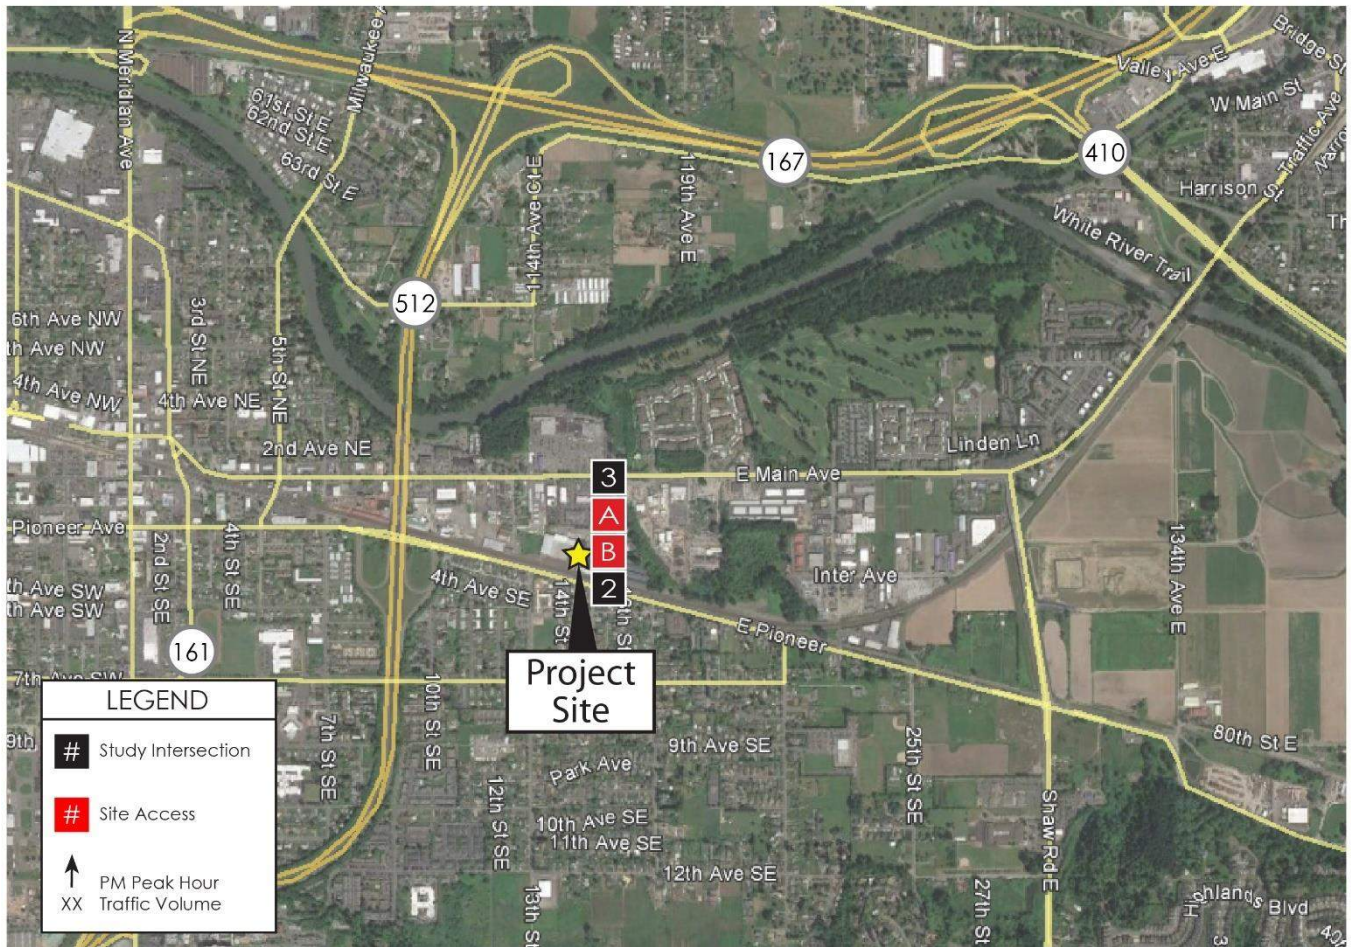 N Meridian Ave
Milwaukee A
61st St E
62nd St E
63rd St E
114th Ave Ct E
119th Ave E
167
410
Valley Ave E
Bridge St
W Main St
Traffic Ave
Harrison St
Th
White River Trail
512
6th Ave NW
th Ave NW
4th Ave NW
3rd St NE
4th Ave NE
5th St NE
2nd Ave NE
Linden Ln
E Main Ave
3
A
B
2
Pioneer Ave
2nd St SE
4th St SE
4th Ave SE
14th St
Inter Ave
134th Ave E
th Ave SW
th Ave SW
161
E Pioneer
Project
Site
7th Ave SW
9th
7th St SE
10th St SE
12th St SE
13th St
9th Ave SE
Park Ave
10th Ave SE
11th Ave SE
12th Ave SE
25th St SE
27th St
Shaw Rd E
80th St E
hlands Blvd
LEGEND
# Study Intersection
# Site Access
PM Peak Hour
XX Traffic Volume